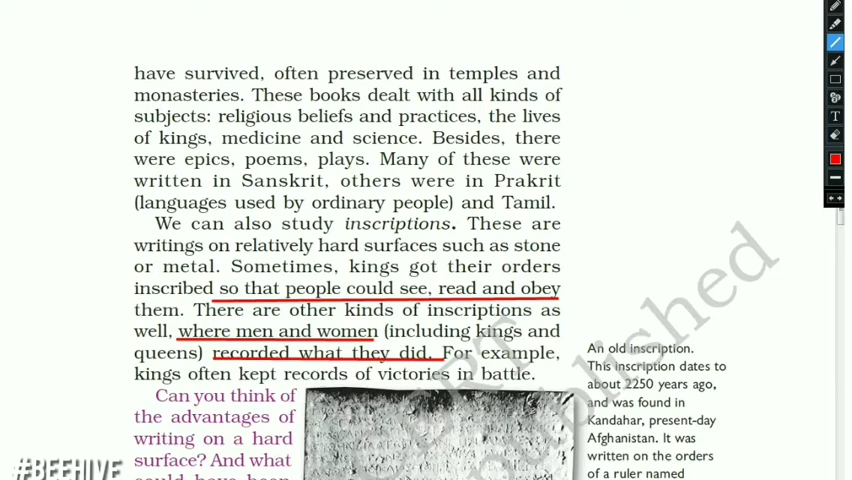 have survived, often preserved in temples and
monasteries. These books dealt with all kinds of
subjects: religious beliefs and practices, the lives
of kings, medicine and science. Besides, there
were epics, poems, plays. Many of these were
written in Sanskrit, others were in Prakrit
(languages used by ordinary people) and Tamil.
We can also study inscriptions. These are
writings on relatively hard surfaces such as stone
or metal. Sometimes, kings got their orders
inscribed so that people could see, read and obey
them. There are other kinds of inscriptions as
well, where men and women (including kings and
queens) recorded what they did. For example,
kings often kept records of victories in battle.
Can you think of
the advantages of
writing on a hard
surface? And what
could have been
An old inscription.
This inscription dates to
about 2250 years ago,
and was found in
Kandahar, present-day
Afghanistan. It was
written on the orders
of a ruler named
published
#BEEHIVE
T